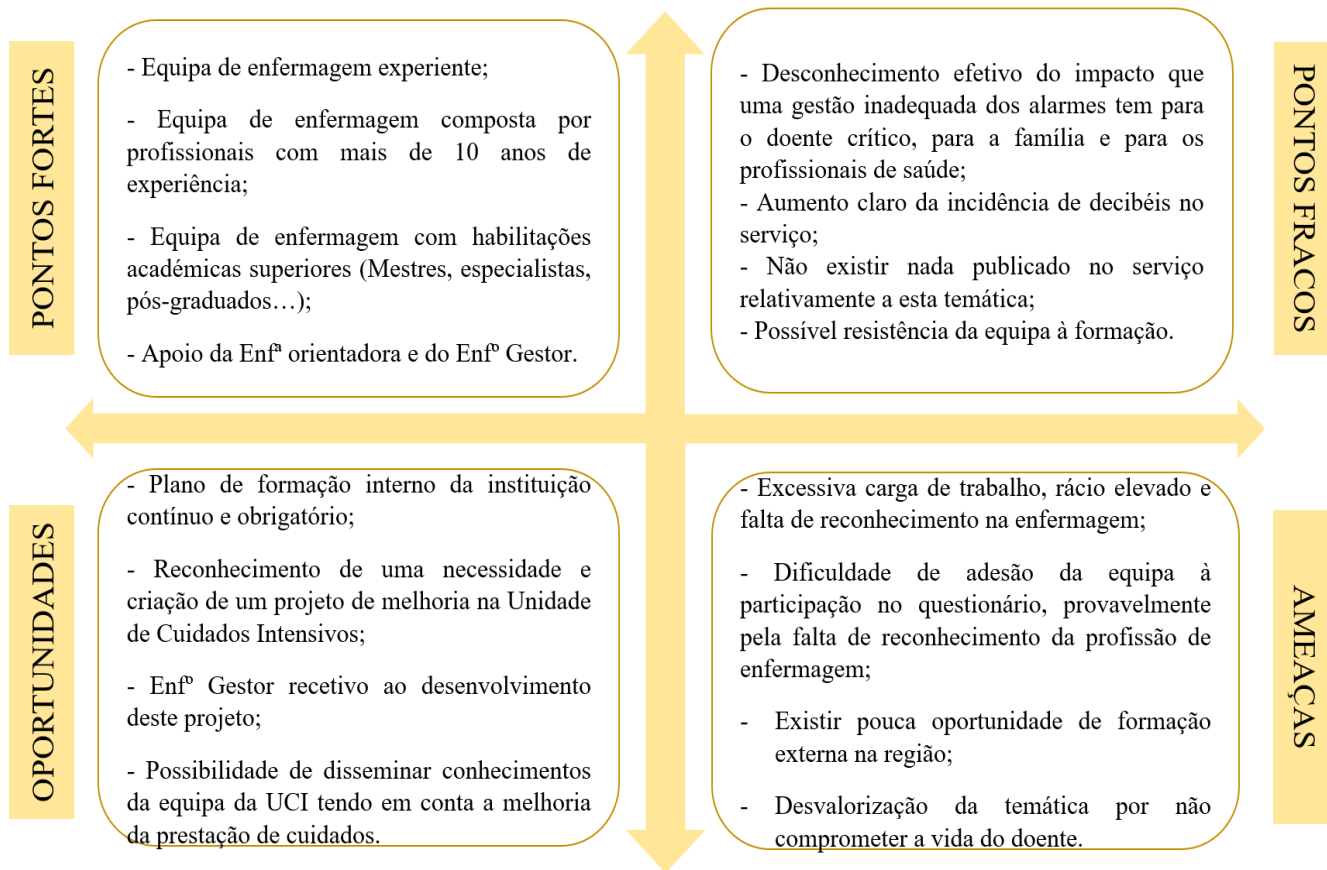 PONTOS FORTES
- Equipa de enfermagem experiente;
- Equipa de enfermagem composta por
profissionais com mais de 10 anos de
experiência;
- Equipa de enfermagem com habilitações
académicas superiores (Mestres, especialistas,
pós-graduados…);
- Apoio da Enfª orientadora e do Enfº Gestor.
PONTOS FRACOS
- Desconhecimento efetivo do impacto que
uma gestão inadequada dos alarmes tem para
o doente crítico, para a família e para os
profissionais de saúde;
- Aumento claro da incidência de decibéis no
serviço;
- Não existir nada publicado no serviço
relativamente a esta temática;
- Possível resistência da equipa à formação.
OPORTUNIDADES
- Plano de formação interno da instituição
contínuo e obrigatório;
- Reconhecimento de uma necessidade e
criação de um projeto de melhoria na Unidade
de Cuidados Intensivos;
- Enfº Gestor recetivo ao desenvolvimento
deste projeto;
- Possibilidade de disseminar conhecimentos
da equipa da UCI tendo em conta a melhoria
da prestação de cuidados.
AMEAÇAS
- Excessiva carga de trabalho, rácio elevado e
falta de reconhecimento na enfermagem;
- Dificuldade de adesão da equipa à
participação no questionário, provavelmente
pela falta de reconhecimento da profissão de
enfermagem;
- Existir pouca oportunidade de formação
externa na região;
- Desvalorização da temática por não
comprometer a vida do doente.